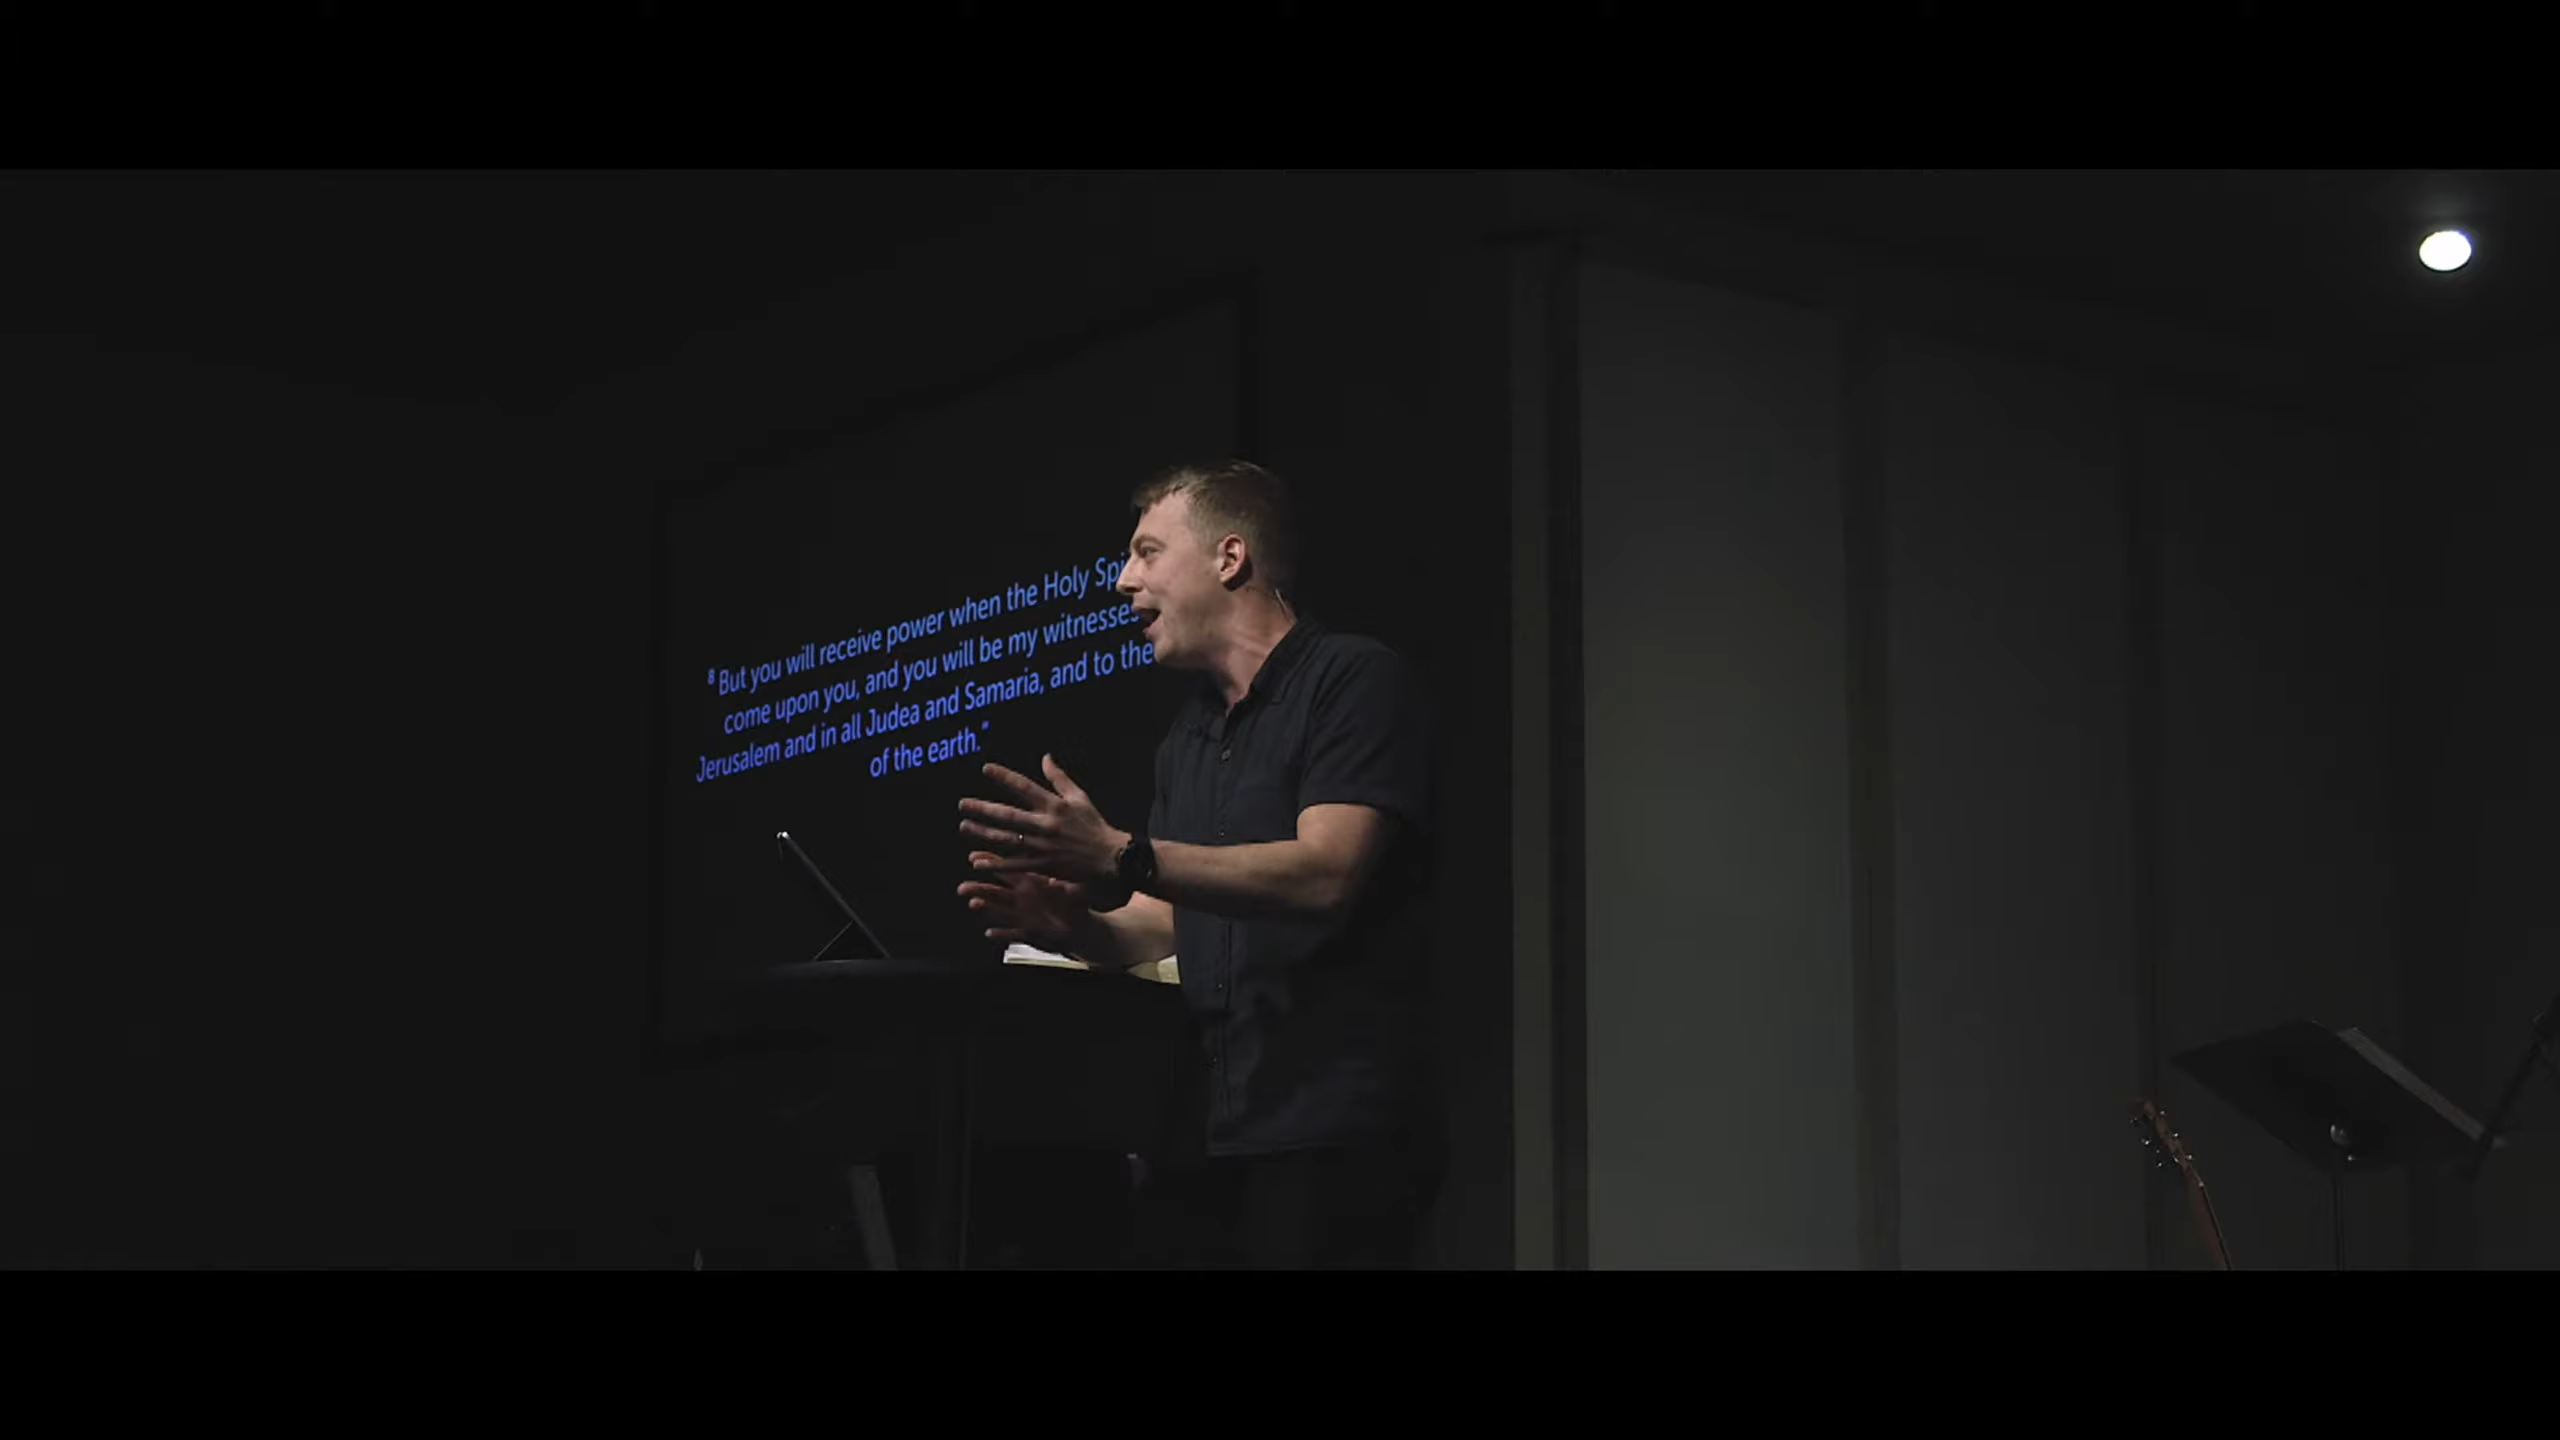 ⁸ But you will receive power when the Holy
come upon you, and you will be my witnesses
Jerusalem and in all Judea and Samaria, and to the
of the earth.”